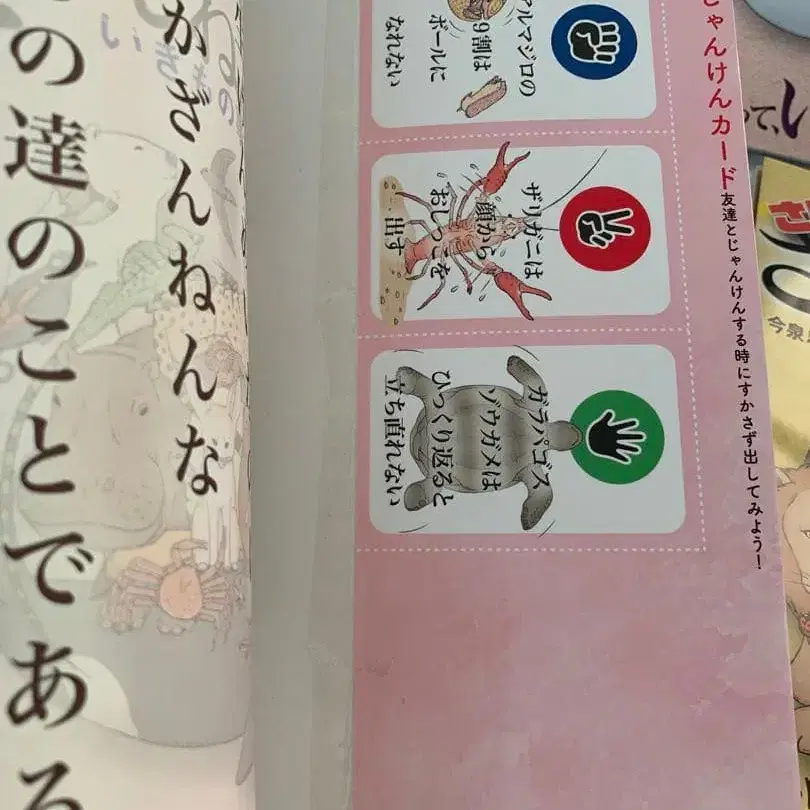 じゃんけんカード
友達とじゃんけんする時にすかさず出してみよう!
アルマジロの
9割は
ボールに
なれない
ザリガニは
顔から
おしっこを
出す
ガラパゴス
ゾウガメは
ひっくり返ると
立ち直れない
かざんねんな
の達のことである
今泉